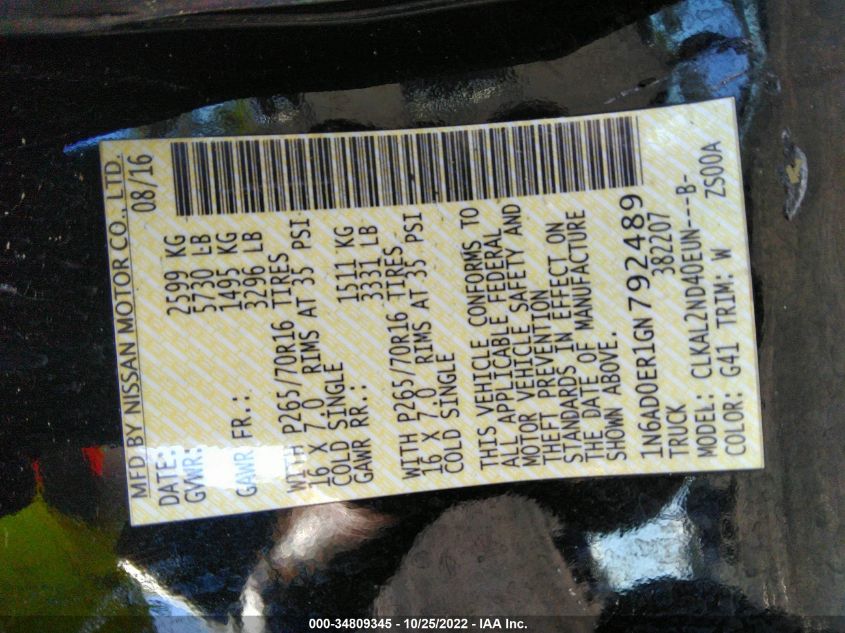 MFD BY NISSAN MOTOR CO., LTD.
DATE: 08/16
GVWR: 2599 KG
5730 LB
GAWR FR.: 1495 KG
3296 LB
WITH P265/70R16 TIRES
16 X 7.0 RIMS AT 35 PSI
COLD SINGLE
GAWR RR.: 1511 KG
3331 LB
WITH P265/70R16 TIRES
16 X 7.0 RIMS AT 35 PSI
COLD SINGLE
THIS VEHICLE CONFORMS TO
ALL APPLICABLE FEDERAL
MOTOR VEHICLE SAFETY AND
THEFT PREVENTION
STANDARDS IN EFFECT ON
THE DATE OF MANUFACTURE
SHOWN ABOVE.
1N6AD0ER1GN792489
TRUCK 382207
MODEL: CLKAL2ND40EUN---B-
COLOR: G41 TRIM: W ZS00A
000-34809345 - 10/25/2022 - IAA Inc.